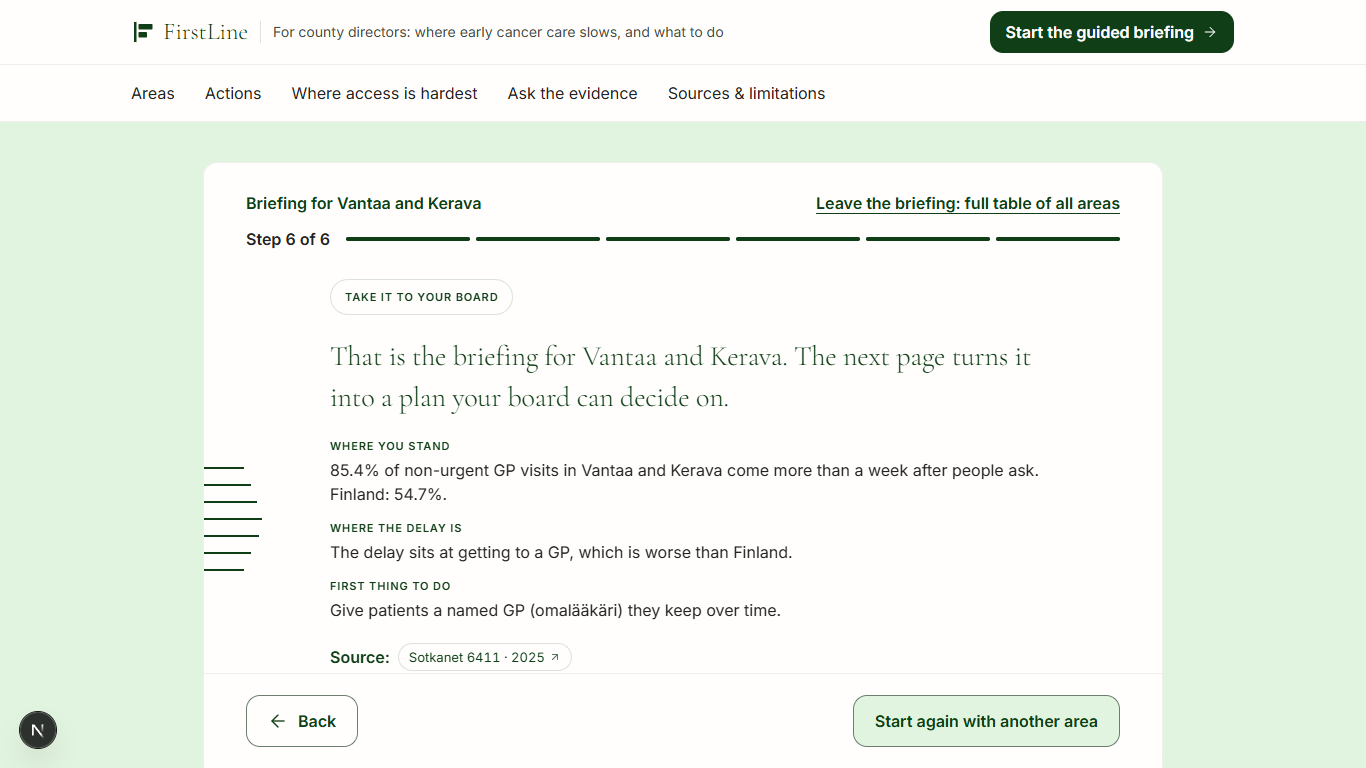 FirstLine
For county directors: where early cancer care slows, and what to do
Start the guided briefing →
Areas
Actions
Where access is hardest
Ask the evidence
Sources & limitations
Briefing for Vantaa and Kerava
Leave the briefing: full table of all areas
Step 6 of 6
TAKE IT TO YOUR BOARD
That is the briefing for Vantaa and Kerava. The next page turns it
into a plan your board can decide on.
WHERE YOU STAND
85.4% of non-urgent GP visits in Vantaa and Kerava come more than a week after people ask.
Finland: 54.7%.
WHERE THE DELAY IS
The delay sits at getting to a GP, which is worse than Finland.
FIRST THING TO DO
Give patients a named GP (omalääkäri) they keep over time.
Source: Sotkanet 6411 · 2025 ↗
← Back
Start again with another area
N